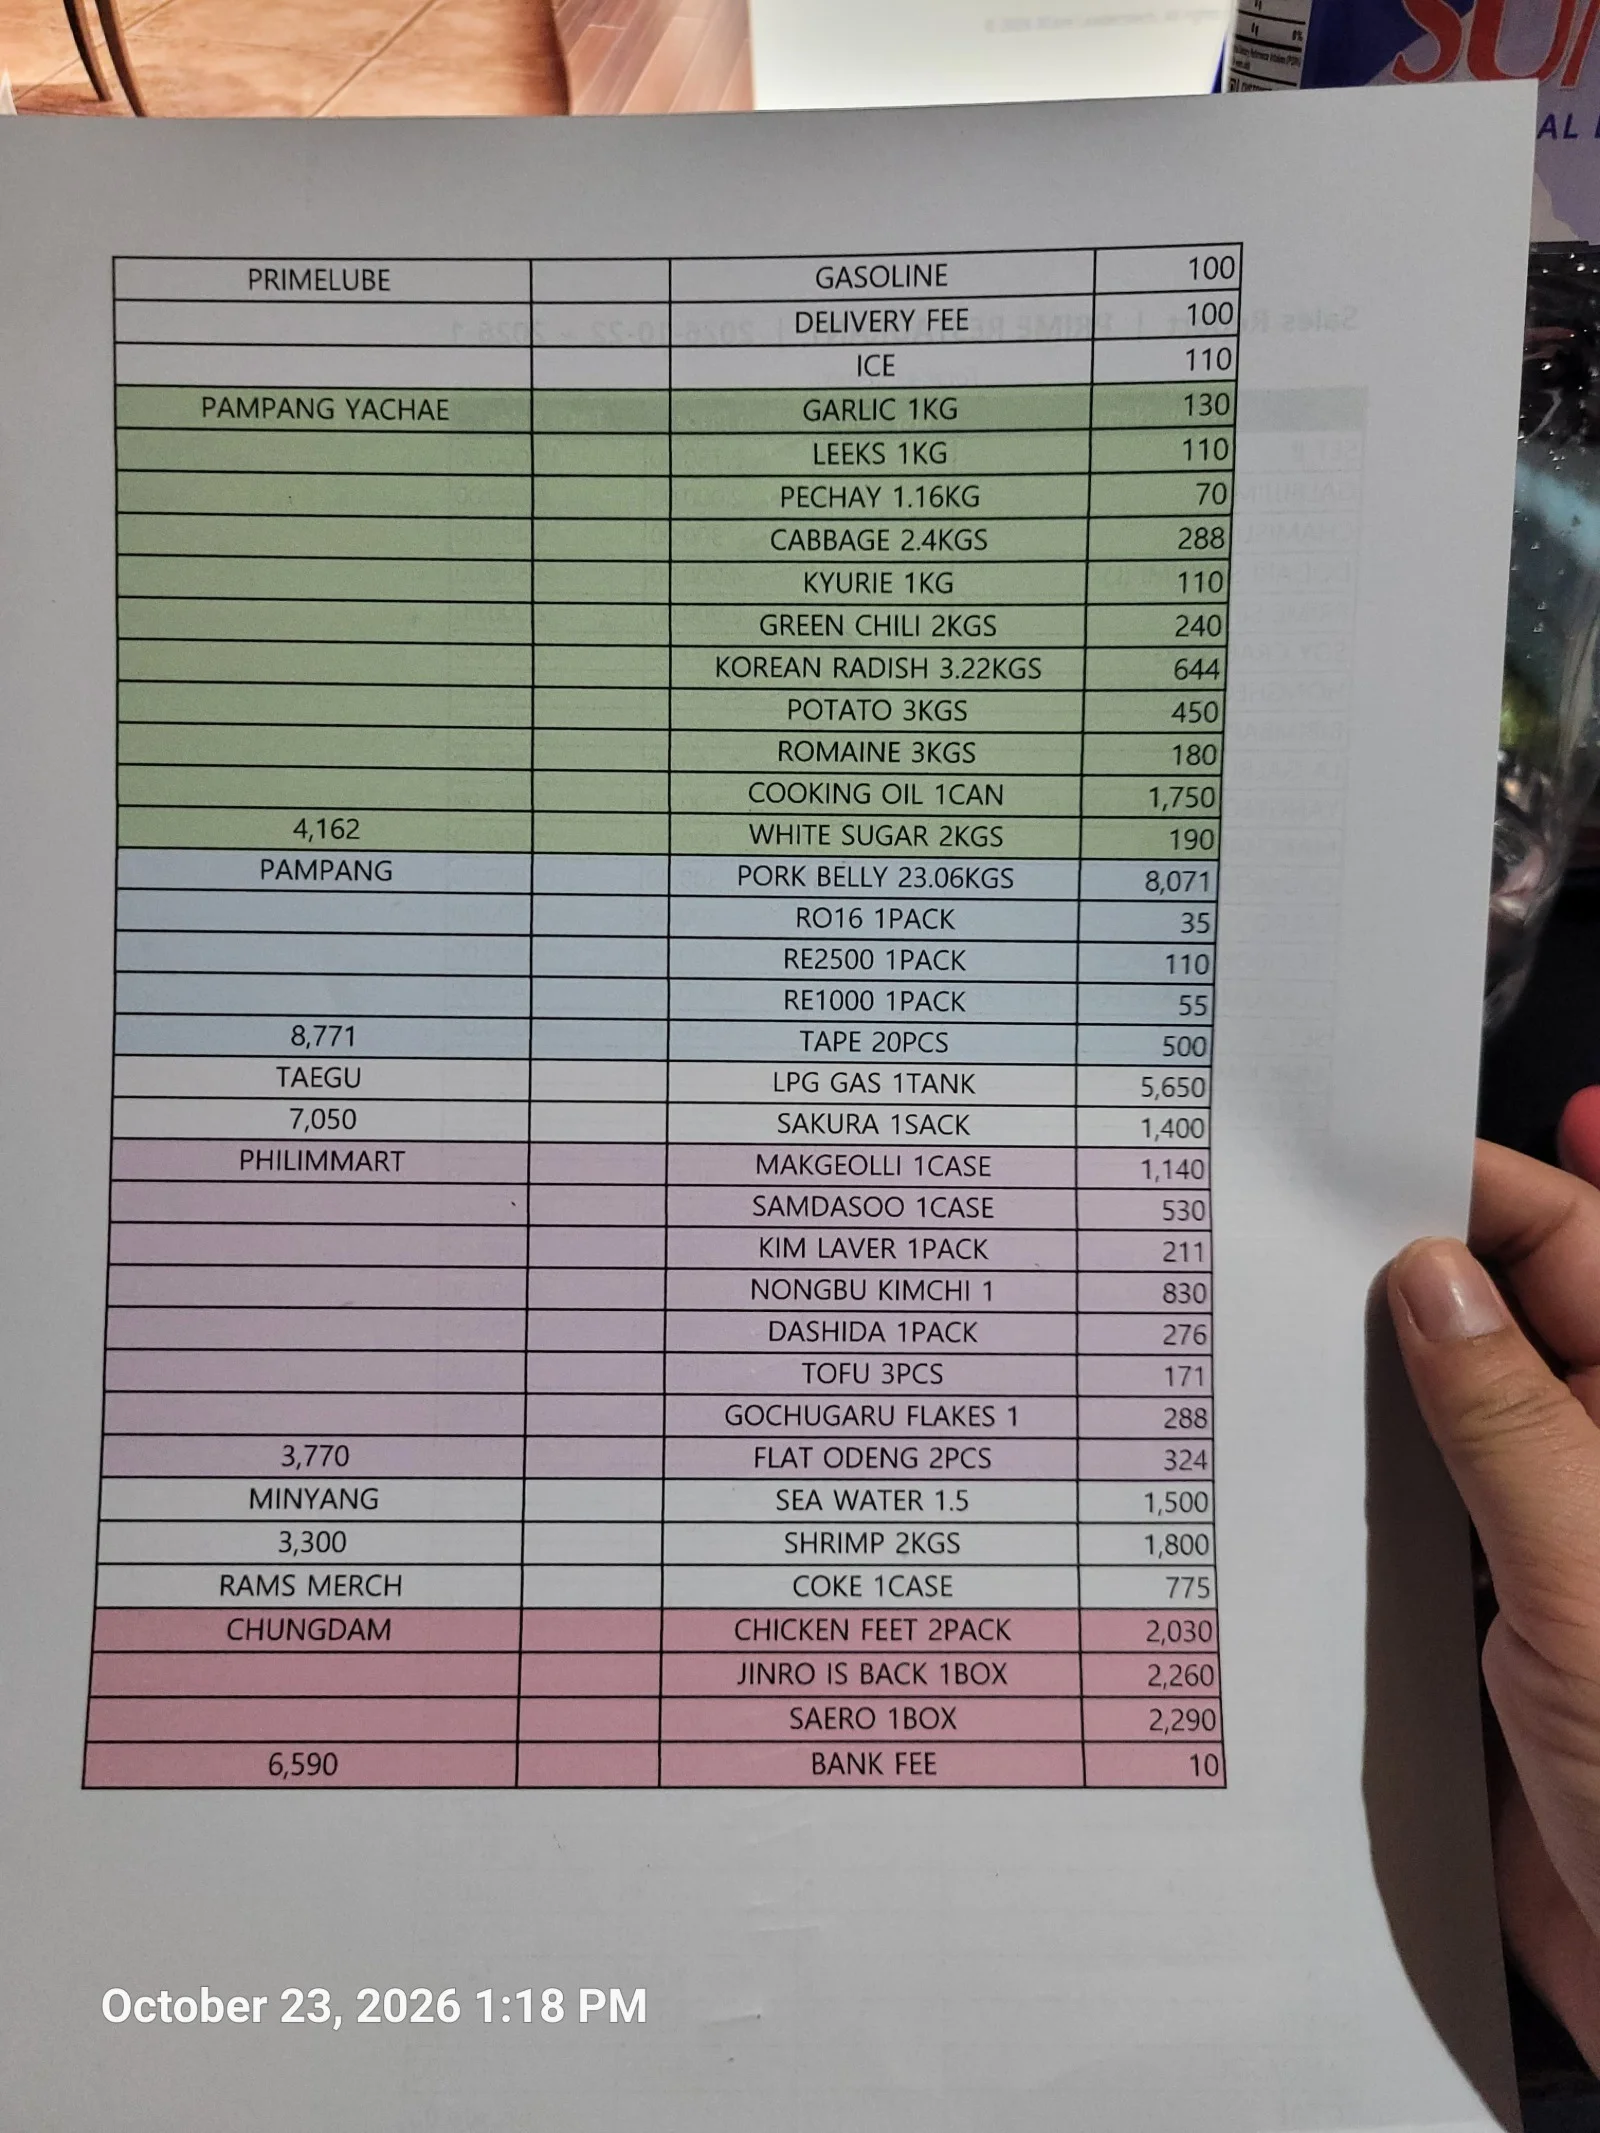 SU
AL
PRIMELUBE GASOLINE 100
DELIVERY FEE 100
ICE 110
PAMPANG YACHAE GARLIC 1KG 130
LEEKS 1KG 110
PECHAY 1.16KG 70
CABBAGE 2.4KGS 288
KYURIE 1KG 110
GREEN CHILI 2KGS 240
KOREAN RADISH 3.22KGS 644
POTATO 3KGS 450
ROMAINE 3KGS 180
COOKING OIL 1CAN 1,750
4,162 WHITE SUGAR 2KGS 190
PAMPANG PORK BELLY 23.06KGS 8,071
RO16 1PACK 35
RE2500 1PACK 110
RE1000 1PACK 55
8,771 TAPE 20PCS 500
TAEGU LPG GAS 1TANK 5,650
7,050 SAKURA 1SACK 1,400
PHILIMMART MAKGEOLLI 1CASE 1,140
SAMDASOO 1CASE 530
KIM LAVER 1PACK 211
NONGBU KIMCHI 1 830
DASHIDA 1PACK 276
TOFU 3PCS 171
GOCHUGARU FLAKES 1 288
3,770 FLAT ODENG 2PCS 324
MINYANG SEA WATER 1.5 1,500
3,300 SHRIMP 2KGS 1,800
RAMS MERCH COKE 1CASE 775
CHUNGDAM CHICKEN FEET 2PACK 2,030
JINRO IS BACK 1BOX 2,260
SAERO 1BOX 2,290
6,590 BANK FEE 10
October 23, 2026 1:18 PM